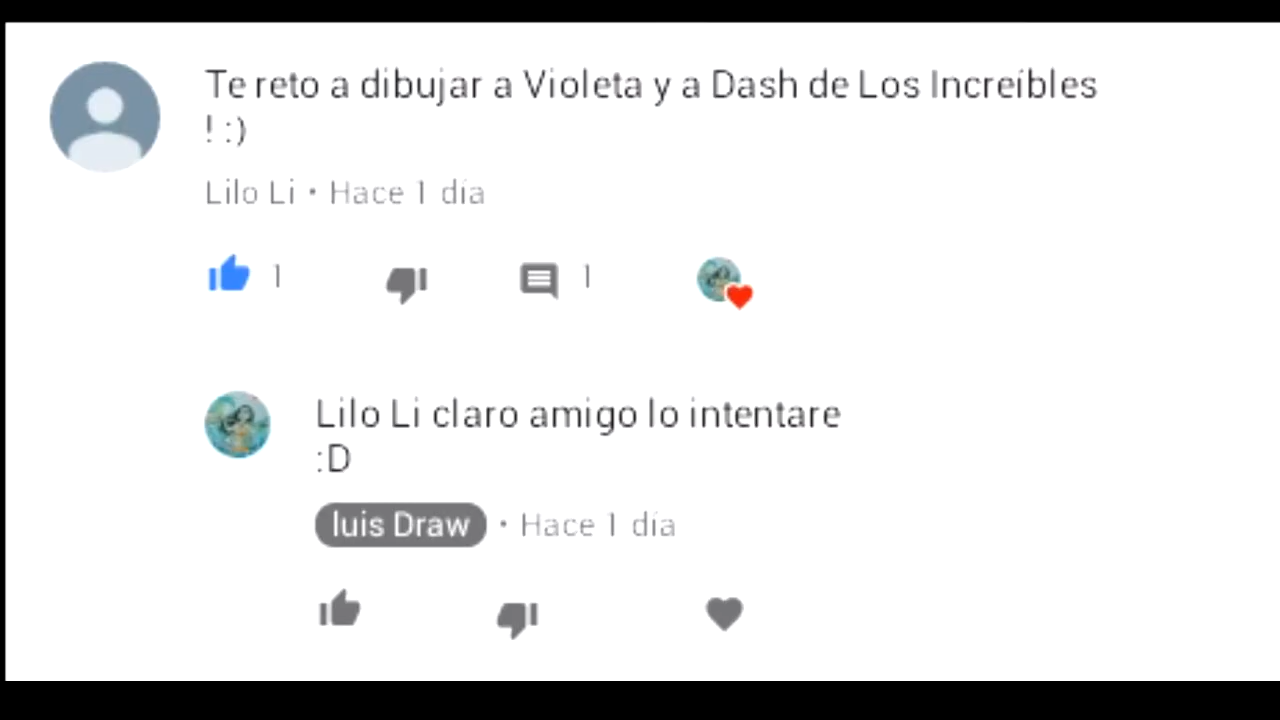 Te reto a dibujar a Violeta y a Dash de Los Increíbles
! :)
Lilo Li • Hace 1 día
1 1
Lilo Li claro amigo lo intentare
:D
luis Draw • Hace 1 día